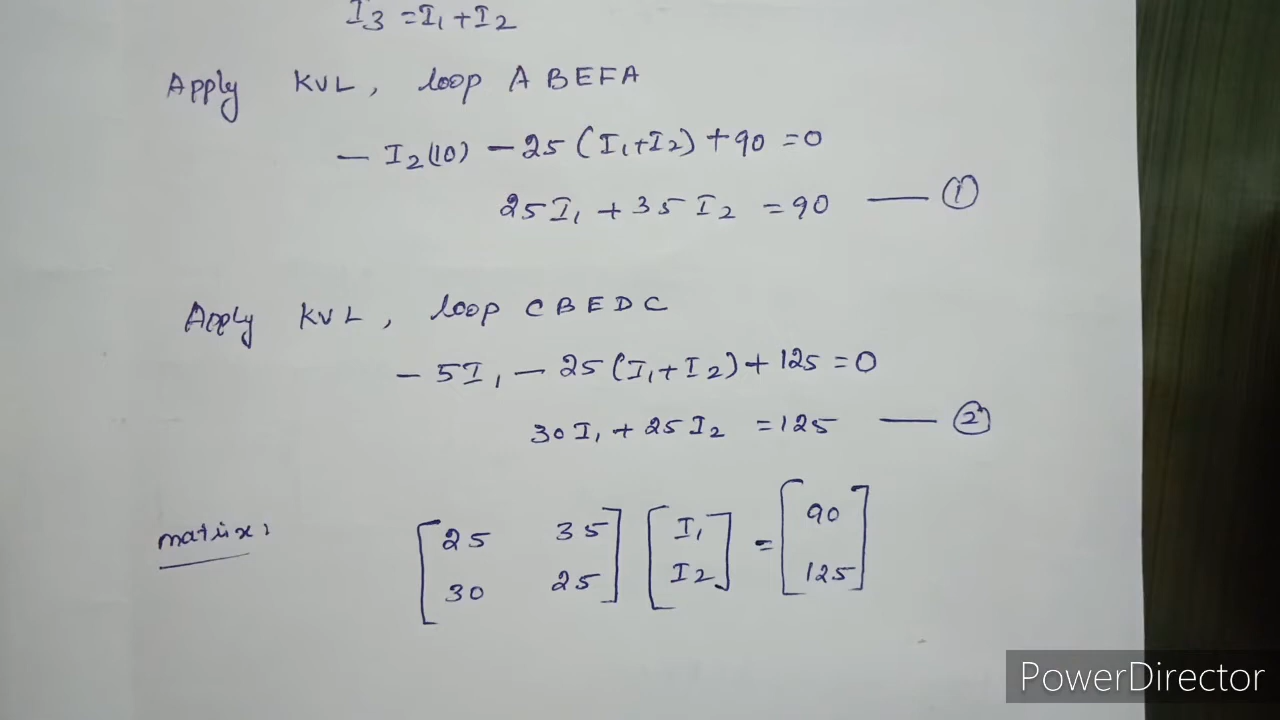 I3 = I1 + I2
Apply KVL, loop A B E F A
- I2(10) - 25 (I1+I2) + 90 = 0
25 I1 + 35 I2 = 90 — ①
Apply KVL, loop C B E D C
- 5I1 - 25 (I1+I2) + 125 = 0
30 I1 + 25 I2 = 125 — ②
matrix: [25 35] [I1] = [90]
[30 25] [I2] [125]
PowerDirector